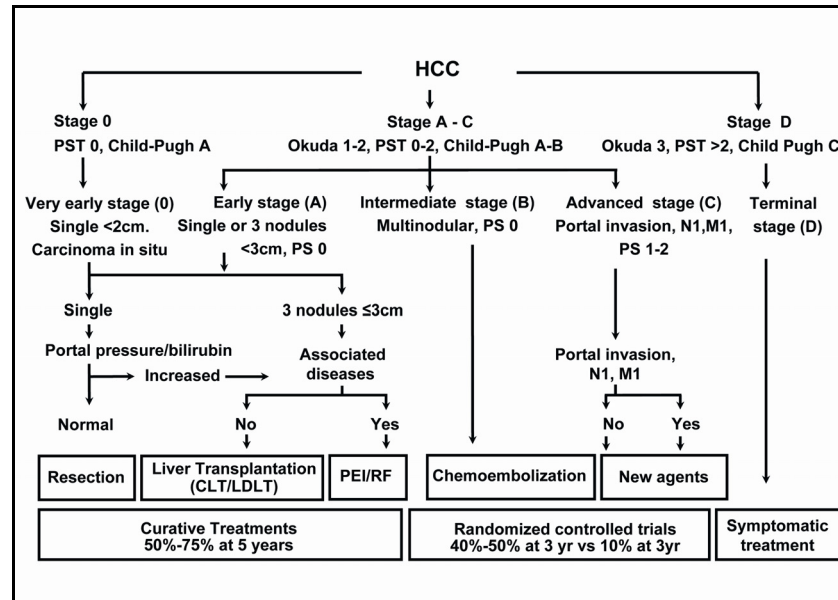 HCC
Stage 0
PST 0, Child-Pugh A
Stage A - C
Okuda 1-2, PST 0-2, Child-Pugh A-B
Stage D
Okuda 3, PST >2, Child Pugh C
Very early stage (0)
Single <2cm.
Carcinoma in situ
Early stage (A)
Single or 3 nodules
<3cm, PS 0
Intermediate stage (B)
Multinodular, PS 0
Advanced stage (C)
Portal invasion, N1,M1,
PS 1-2
Terminal
stage (D)
Single
3 nodules ≤3cm
Portal pressure/bilirubin
Increased
Associated
diseases
Portal invasion,
N1, M1
Normal
No
Yes
No
Yes
Resection
Liver Transplantation
(CLT/LDLT)
PEI/RF
Chemoembolization
New agents
Curative Treatments
50%-75% at 5 years
Randomized controlled trials
40%-50% at 3 yr vs 10% at 3yr
Symptomatic
treatment